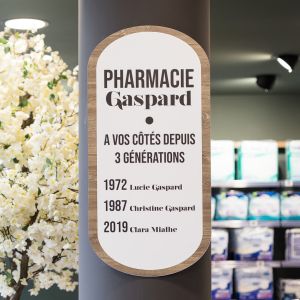 PHARMACIE
Gaspard
A VOS CÔTÉS DEPUIS
3 GÉNÉRATIONS
1972 Lucie Gaspard
1987 Christine Gaspard
2019 Clara Mialhe